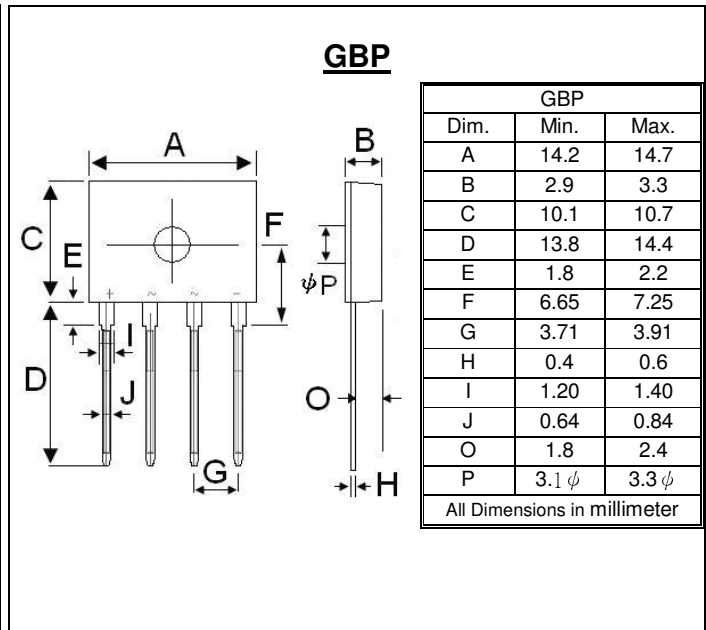 GBP
A
B
C
E
F
ψP
+ ~ ~ -
I
D
J
O
G
H
GBP
Dim. Min. Max.
A 14.2 14.7
B 2.9 3.3
C 10.1 10.7
D 13.8 14.4
E 1.8 2.2
F 6.65 7.25
G 3.71 3.91
H 0.4 0.6
I 1.20 1.40
J 0.64 0.84
O 1.8 2.4
P 3.1φ 3.3φ
All Dimensions in millimeter